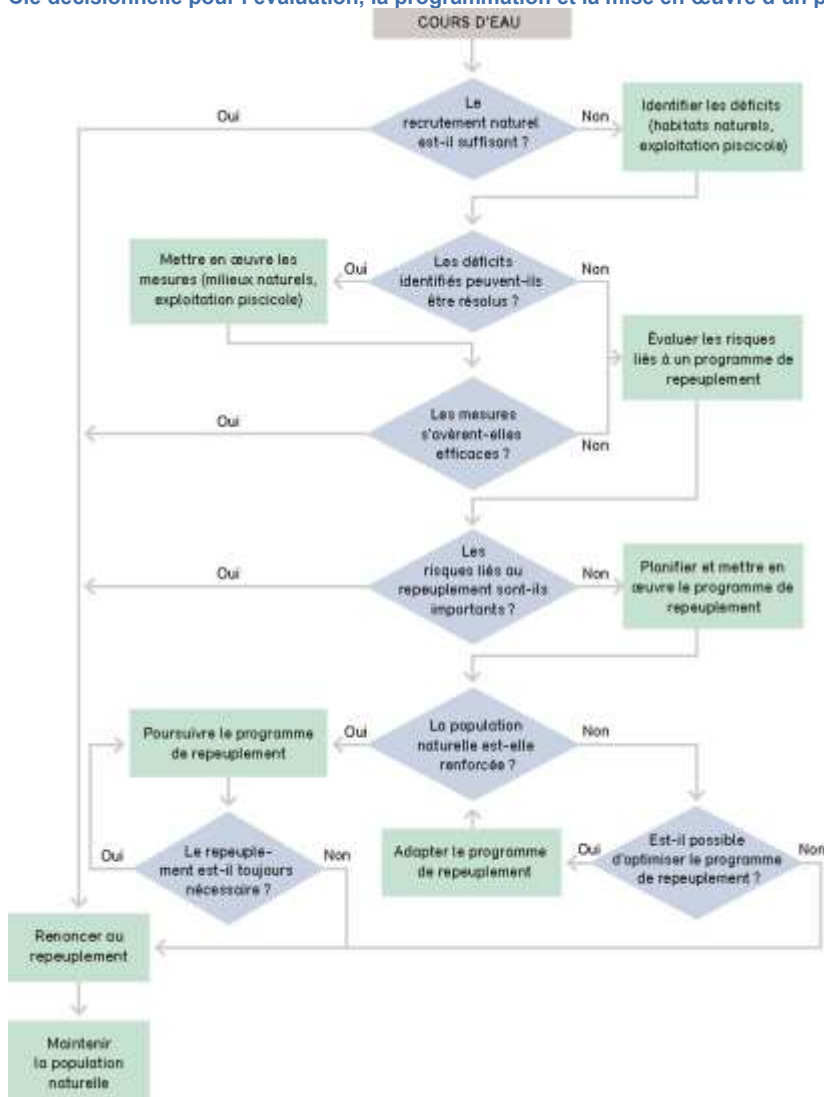 Clé décisionnelle pour l'évaluation, la programmation et la mise en œuvre d'un p
COURS D'EAU
Le
recrutement naturel
est-il suffisant ?
Oui
Non
Identifier les déficits
(habitats naturels,
exploitation piscicole)
Mettre en œuvre les
mesures (milieux naturels,
exploitation piscicole)
Oui
Les déficits
identifiés peuvent-ils
être résolus ?
Non
Évaluer les risques
liés à un programme de
repeuplement
Oui
Les mesures
s'avèrent-elles
efficaces ?
Non
Oui
Les
risques liés au
repeuplement sont-ils
importants ?
Non
Planifier et mettre en
œuvre le programme de
repeuplement
Poursuivre le programme
de repeuplement
Oui
La population
naturelle est-elle
renforcée ?
Non
Oui
Le repeuple-
ment est-il toujours
nécessaire ?
Non
Adapter le programme
de repeuplement
Oui
Est-il possible
d'optimiser le programme
de repeuplement ?
Non
Renoncer au
repeuplement
Maintenir
la population
naturelle